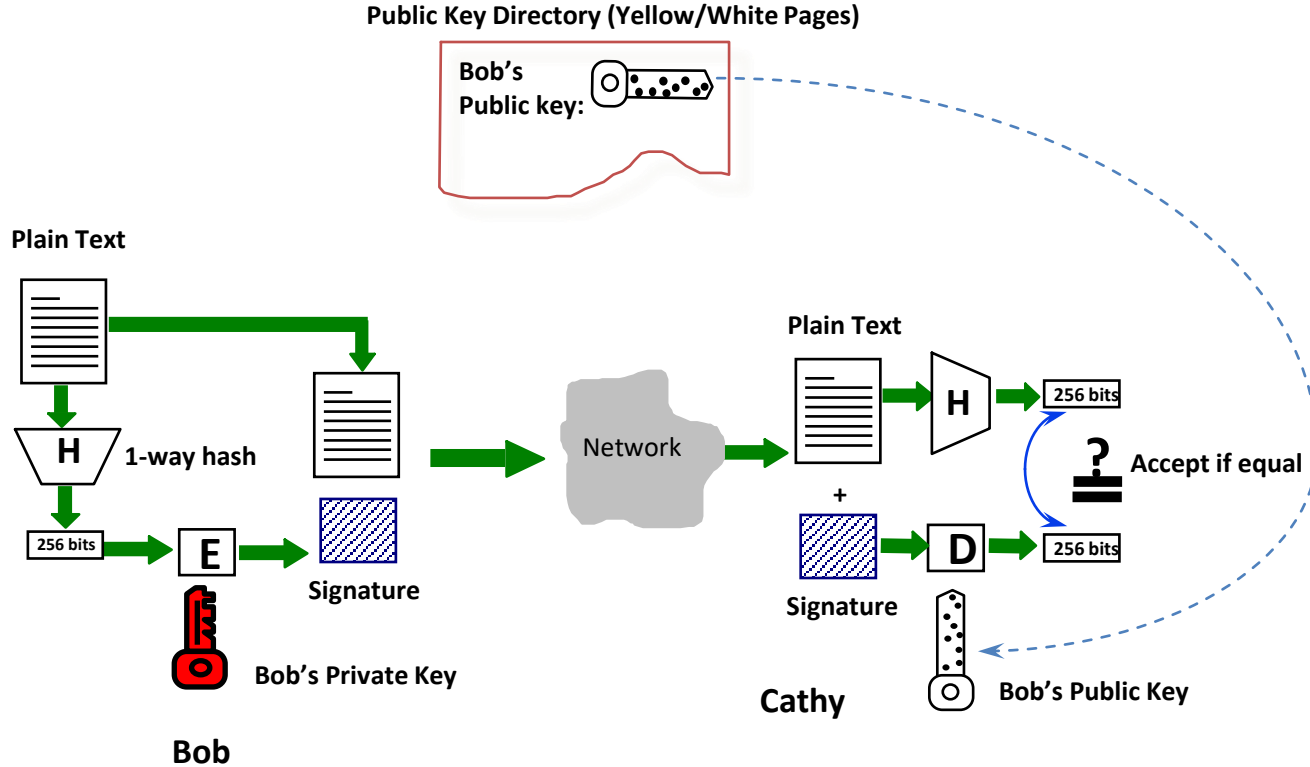 Public Key Directory (Yellow/White Pages)
Bob's
Public key:
Plain Text
H
1-way hash
256 bits
E
Signature
Bob's Private Key
Bob
Network
Plain Text
H
256 bits
?
Accept if equal
+
D
256 bits
Signature
Bob's Public Key
Cathy